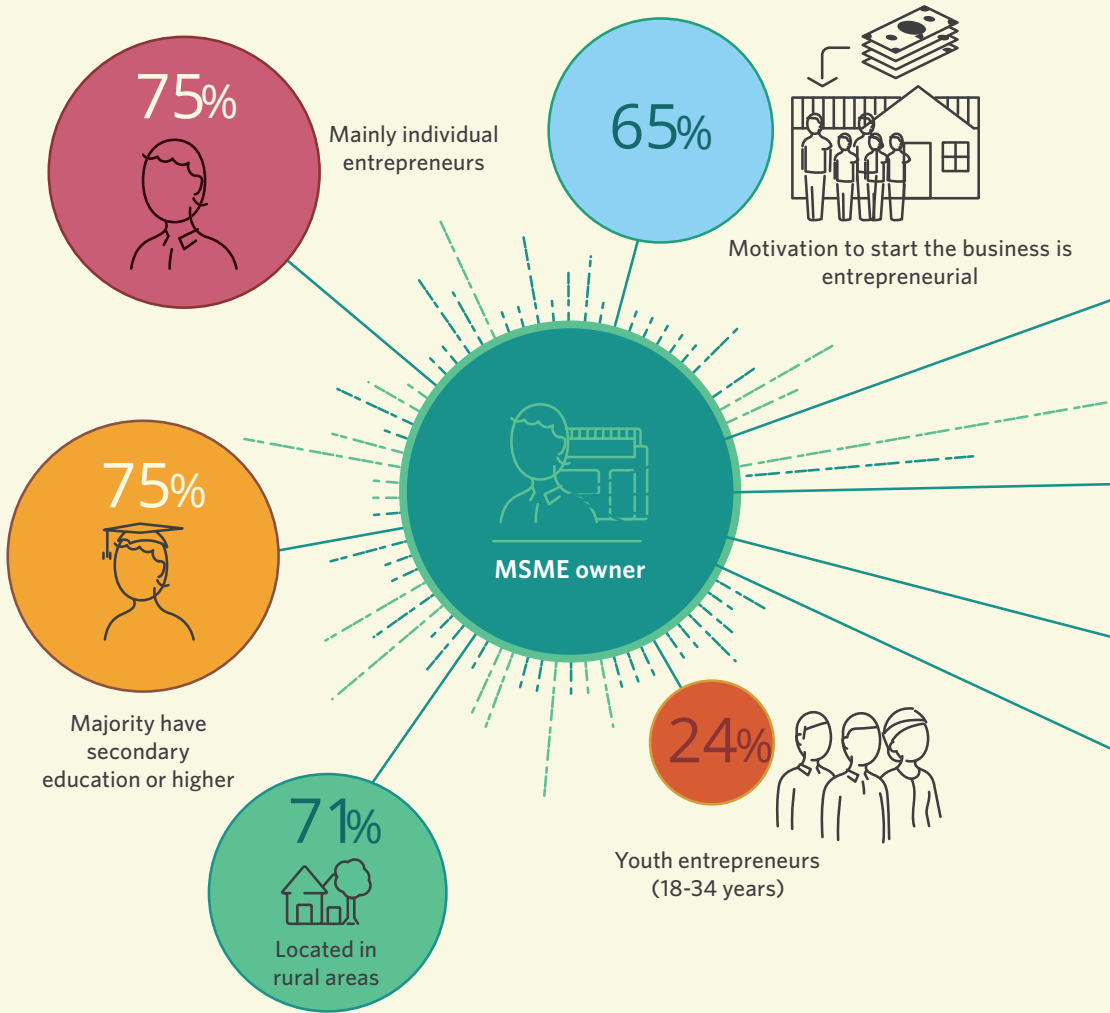 75%
Mainly individual
entrepreneurs
65%
Motivation to start the business is
entrepreneurial
75%
Majority have
secondary
education or higher
MSME owner
71%
Located in
rural areas
24%
Youth entrepreneurs
(18-34 years)